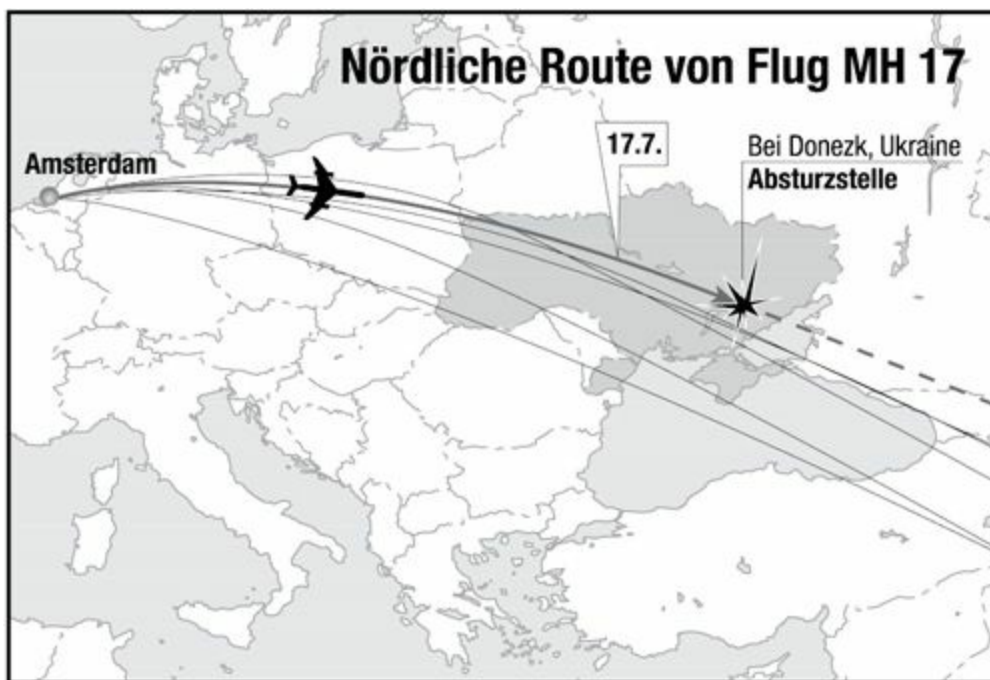 Nördliche Route von Flug MH 17
Amsterdam
17.7.
Bei Donezk, Ukraine
Absturzstelle